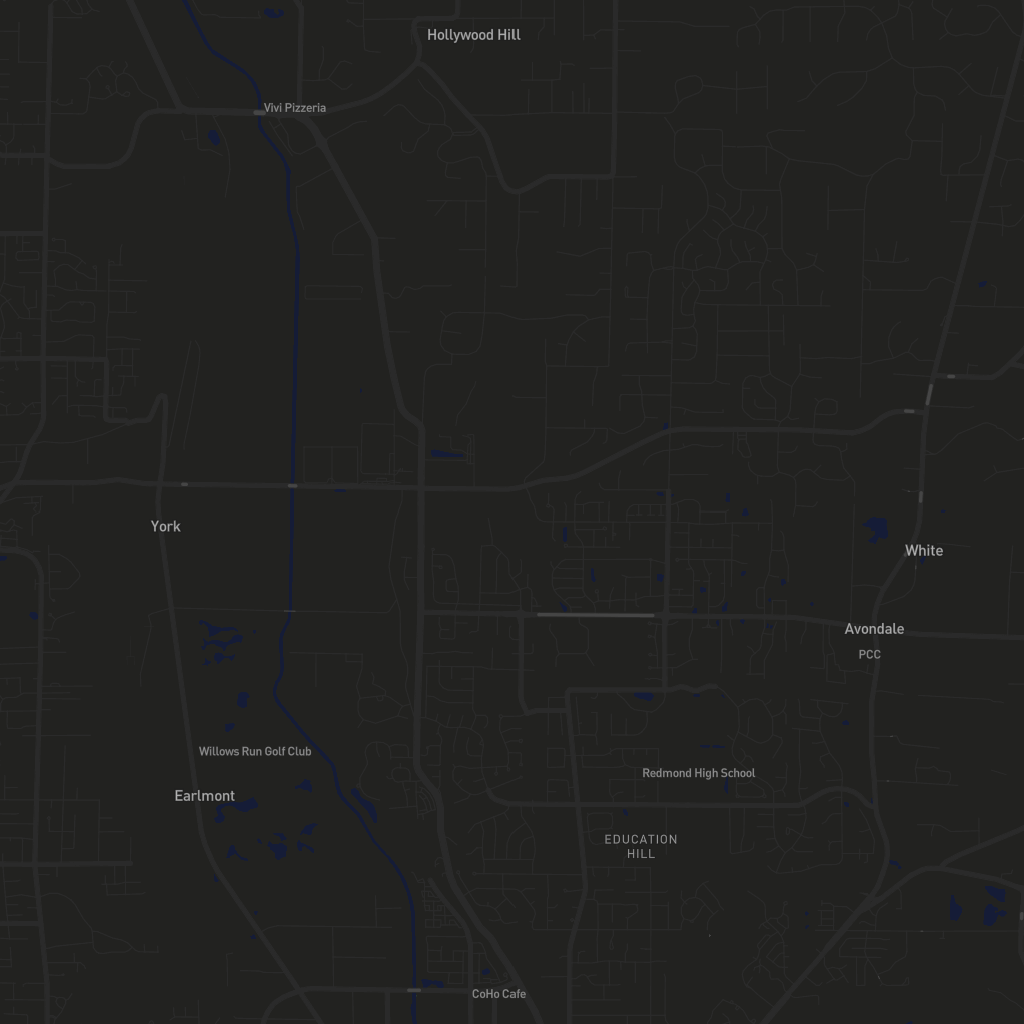 Hollywood Hill
Vivi Pizzeria
York
White
Avondale
PCC
Willows Run Golf Club
Redmond High School
Earlmont
EDUCATION
HILL
CoHo Cafe